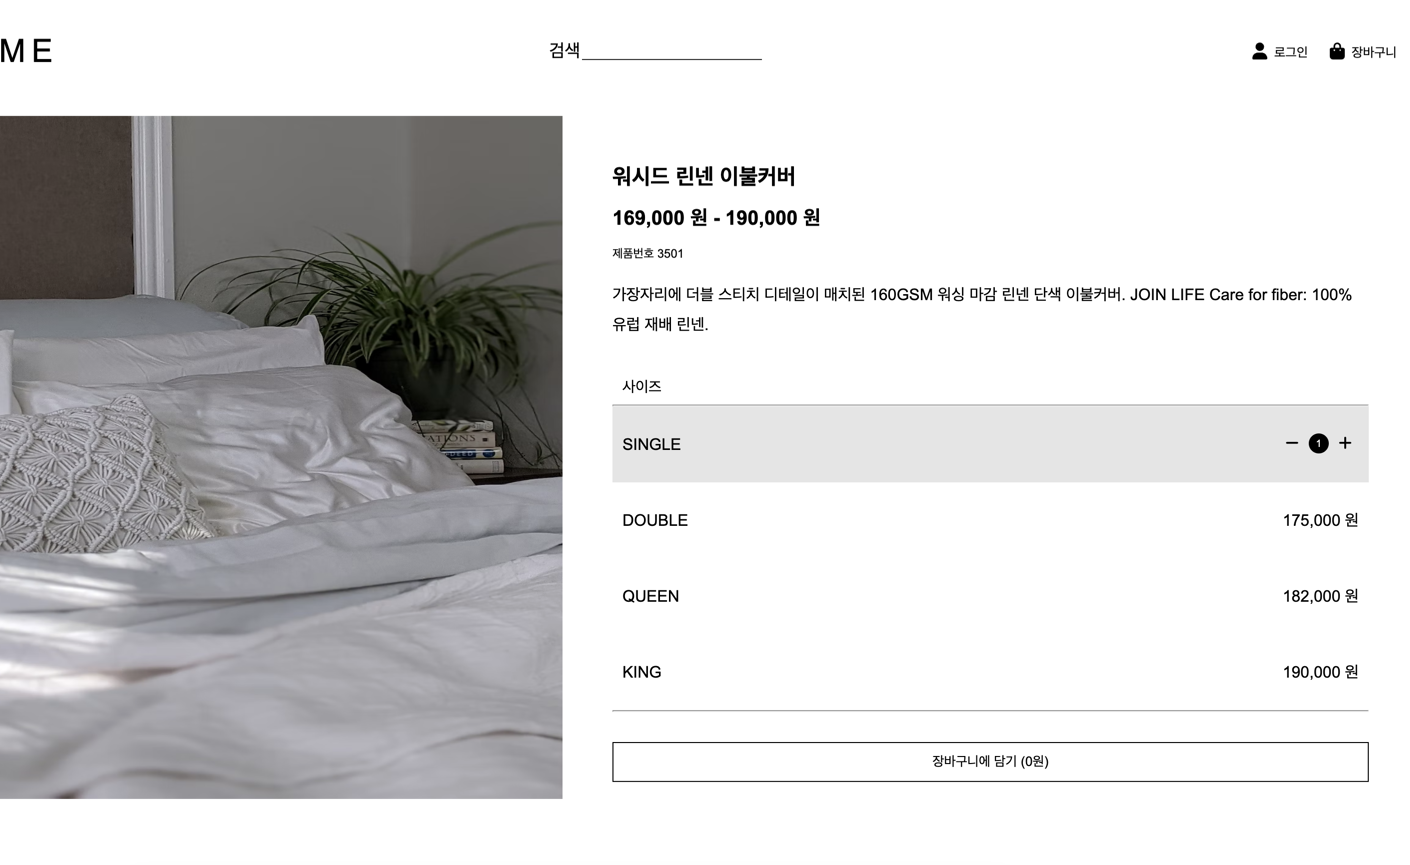 ME
검색
로그인
장바구니
워시드 린넨 이불커버
169,000 원 - 190,000 원
제품번호 3501
가장자리에 더블 스티치 디테일이 매치된 160GSM 워싱 마감 린넨 단색 이불커버. JOIN LIFE Care for fiber: 100%
유럽 재배 린넨.
사이즈
SINGLE
1
DOUBLE
175,000 원
QUEEN
182,000 원
KING
190,000 원
장바구니에 담기 (0원)